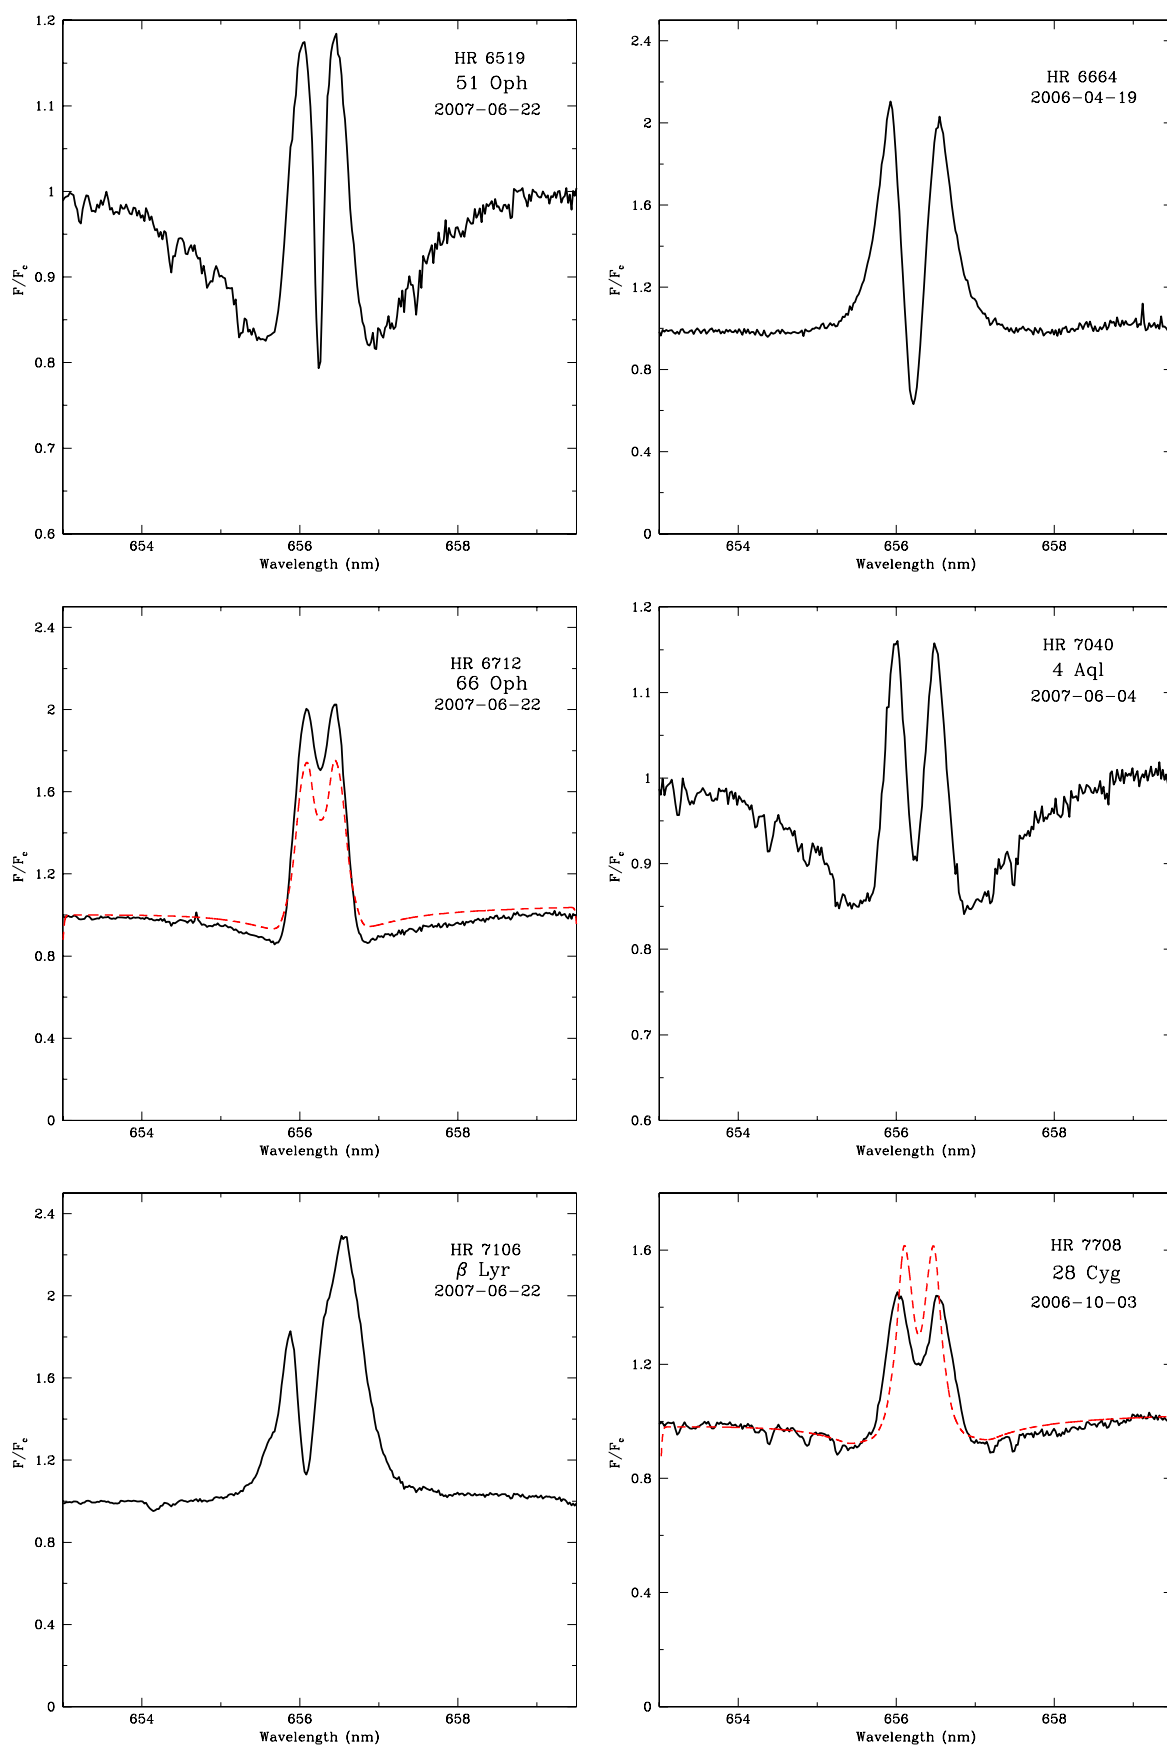 1.2
1.1
1
0.9
0.8
0.7
0.6
F/Fc
HR 6519
51 Oph
2007-06-22
654
656
658
Wavelength (nm)
2.4
2
1.6
1.2
0.8
0.4
0
F/Fc
HR 6664
2006-04-19
654
656
658
Wavelength (nm)
2.4
2
1.6
1.2
0.8
0.4
0
F/Fc
HR 6712
66 Oph
2007-06-22
654
656
658
Wavelength (nm)
1.2
1.1
1
0.9
0.8
0.7
0.6
F/Fc
HR 7040
4 Aql
2007-06-04
654
656
658
Wavelength (nm)
2.4
2
1.6
1.2
0.8
0.4
0
F/Fc
HR 7106
β Lyr
2007-06-22
654
656
658
Wavelength (nm)
1.6
1.2
0.8
0.4
0
F/Fc
HR 7708
28 Cyg
2006-10-03
654
656
658
Wavelength (nm)